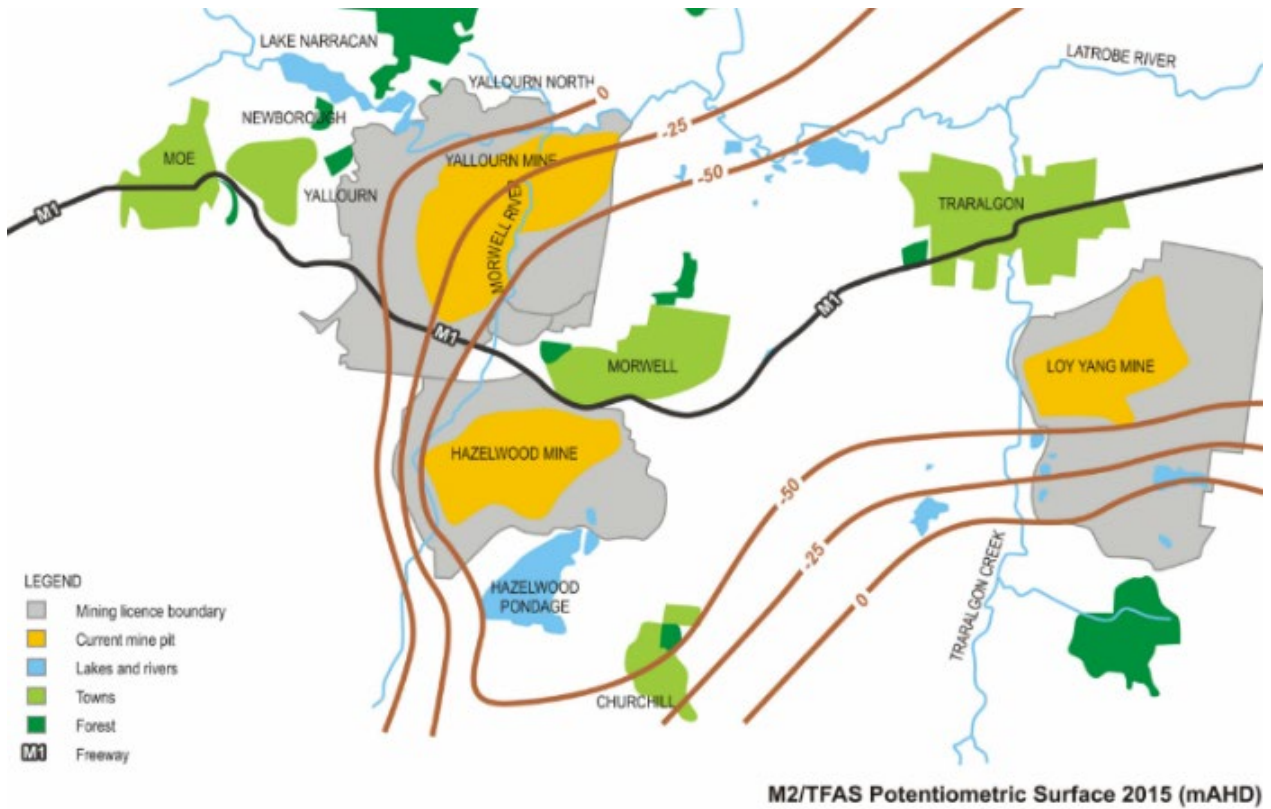 LAKE NARRACAN
LATROBE RIVER
YALLOURN NORTH
0
NEWBOROUGH
-25
MOE
YALLOURN MINE
-50
YALLOURN
TRARALGON
M1
MORWELL RIVER
M1
M1
MORWELL
LOY YANG MINE
HAZELWOOD MINE
-50
-25
0
HAZELWOOD
PONDAGE
TRARALGON CREEK
CHURCHILL
LEGEND
Mining licence boundary
Current mine pit
Lakes and rivers
Towns
Forest
M1 Freeway
M2/TFAS Potentiometric Surface 2015 (mAHD)